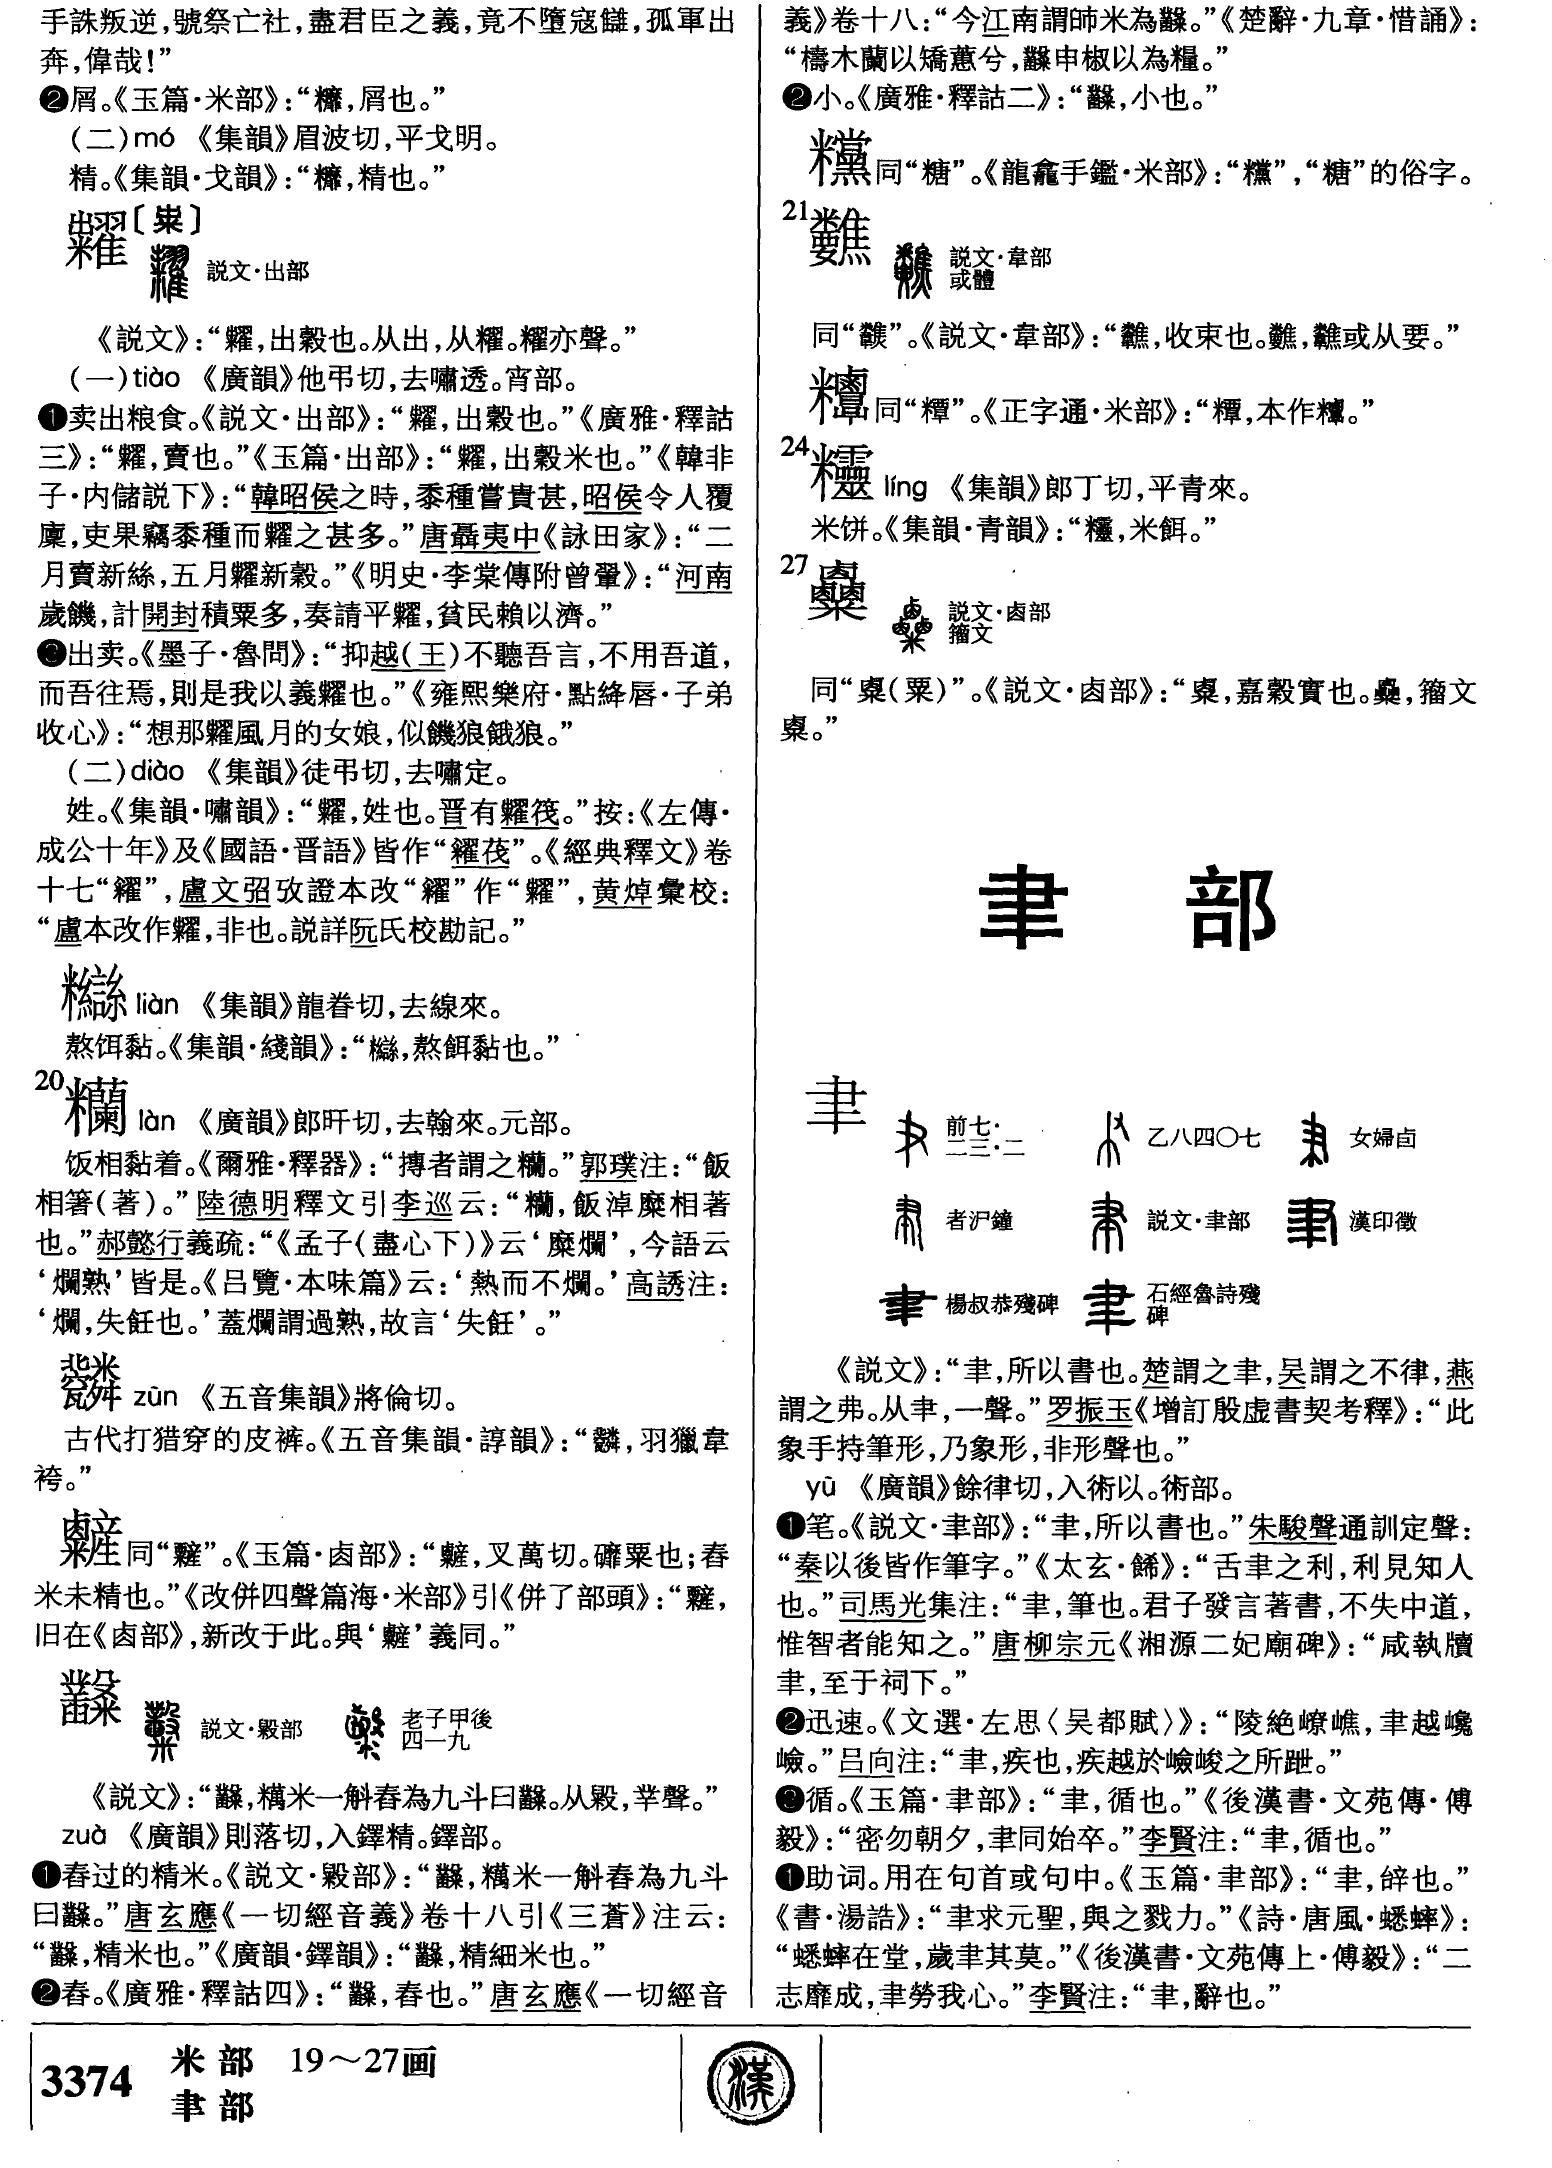 手誅叛逆,號祭亡社,盡君臣之義,竟不墮寇讎,孤軍出
奔,偉哉!”
❷屑。《玉篇·米部》:“糷,屑也。”
(二)mó 《集韻》眉波切,平戈明。
精。《集韻·戈韻》:“,精也。”
糶〔粜〕
説文·出部
《説文》:“糶,出穀也。从出,从糴。糴亦聲。”
(一)tiào 《廣韻》他弔切,去嘯透。宵部。
❶卖出粮食。《説文·出部》:“糶,出穀也。”《廣雅·釋詁
三》:“糶,賣也。”《玉篇·出部》:“糶,出穀米也。”《韓非
子·内儲説下》:“韓昭侯之時,黍種嘗貴甚,昭侯令人覆
廩,吏果竊黍種而糶之甚多。”唐聶夷中《詠田家》:“二
月賣新絲,五月糶新穀。”《明史·李棠傳附曾翬》:“河南
歲饑,計開封積粟多,奏請平糶,貧民賴以濟。”
❷出卖。《墨子·魯問》:“抑越(王)不聽吾言,不用吾道,
而吾往焉,則是我以義糶也。”《雍熙樂府·點絳唇·子弟
收心》:“想那糶風月的女娘,似饑狼餓狼。”
(二)diào 《集韻》徒弔切,去嘯定。
姓。《集韻·嘯韻》:“糶,姓也。晋有糶筏。”按:《左傳·
成公十年》及《國語·晋語》皆作“糴茷”。《經典釋文》卷
十七“糴”,盧文弨攷證本改“糴”作“糶”,黄焯彙校:
“盧本改作糶,非也。説詳阮氏校勘記。”
liàn 《集韻》龍眷切,去線來。
熬饵黏。《集韻·綫韻》:“,熬餌黏也。”
20 糷 làn 《廣韻》郎旰切,去翰來。元部。
饭相黏着。《爾雅·釋器》:“摶者謂之糷。”郭璞注:“飯
相箸(著)。”陸德明釋文引李巡云:“糷,飯淖糜相著
也。”郝懿行義疏:“《孟子(盡心下)》云‘糜爛’,今語云
‘爛熟’皆是。《吕覽·本味篇》云:‘熱而不爛。’高誘注:
‘爛,失飪也。’蓋爛謂過熟,故言‘失飪’。”
zūn 《五音集韻》將倫切。
古代打猎穿的皮裤。《五音集韻·諄韻》:“,羽獵韋
袴。”
同“”。《玉篇·卤部》:“,叉萬切。䃺粟也;舂
米未精也。”《改併四聲篇海·米部》引《併了部頭》:“,
旧在《卤部》,新改于此。與‘’義同。”
糳
説文·毇部
老子甲後
四一九
《説文》:“糳,糲米一斛舂為九斗曰糳。从毇,丵聲。”
zuò 《廣韻》則落切,入鐸精。鐸部。
❶舂过的精米。《説文·毇部》:“糳,糲米一斛舂為九斗
曰糳。”唐玄應《一切經音義》卷十八引《三蒼》注云:
“糳,精米也。”《廣韻·鐸韻》:“糳,精細米也。”
❷舂。《廣雅·釋詁四》:“糳,舂也。”唐玄應《一切經音
義》卷十八:“今江南謂師米為糳。”《楚辭·九章·惜誦》:
“檮木蘭以矯蕙兮,糳申椒以為糧。”
❷小。《廣雅·釋詁二》:“糳,小也。”
同“糖”。《龍龕手鑑·米部》:“”,“糖”的俗字。
21
説文·韋部
或體
同“”。《説文·韋部》:“,收束也。,或从要。”
同“糧”。《正字通·米部》:“,本作。”
24 líng 《集韻》郎丁切,平青來。
米饼。《集韻·青韻》:“,米餌。”
27
説文·卤部
籀文
同“㮚(粟)”。《説文·卤部》:“,嘉穀實也。,籀文
。”
聿 部
聿
前七·
二三·二
乙八四〇七
女婦卣
者沪鐘
説文·聿部
漢印徵
楊叔恭殘碑
石經魯詩殘
碑
《説文》:“聿,所以書也。楚謂之聿,吴謂之不律,燕
謂之弗。从𦘒,一聲。”罗振玉《增訂殷虚書契考釋》:“此
象手持筆形,乃象形,非形聲也。”
yù 《廣韻》餘律切,入術以。術部。
❶笔。《説文·聿部》:“聿,所以書也。”朱駿聲通訓定聲:
“秦以後皆作筆字。”《太玄·飾》:“舌聿之利,利見知人
也。”司馬光集注:“聿,筆也。君子發言著書,不失中道,
惟智者能知之。”唐柳宗元《湘源二妃廟碑》:“咸執牘
聿,至于祠下。”
❷迅速。《文選·左思〈吴都賦〉》:“陵絶嶛嶕,聿越巉
嶮。”吕向注:“聿,疾也,疾越於嶮峻之所跇。”
❸循。《玉篇·聿部》:“聿,循也。”《後漢書·文苑傳·傅
毅》:“密勿朝夕,聿同始卒。”李賢注:“聿,循也。”
❶助词。用在句首或句中。《玉篇·聿部》:“聿,辝也。”
《書·湯誥》:“聿求元聖,與之戮力。”《詩·唐風·蟋蟀》:
“蟋蟀在堂,歲聿其莫。”《後漢書·文苑傳上·傅毅》:“二
志靡成,聿勞我心。”李賢注:“聿,辭也。”
3374 米部 19～27画
聿部
漢